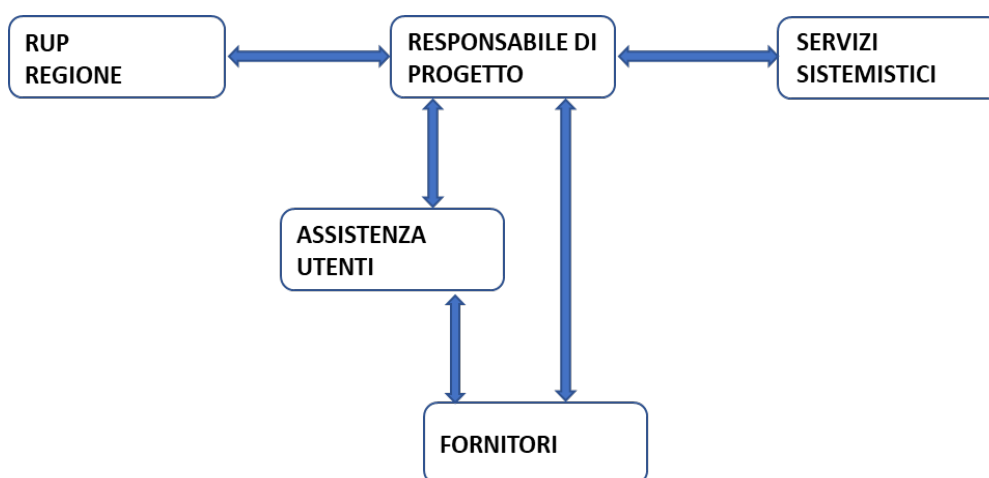 RUP
REGIONE
RESPONSABILE DI
PROGETTO
SERVIZI
SISTEMISTICI
ASSISTENZA
UTENTI
FORNITORI